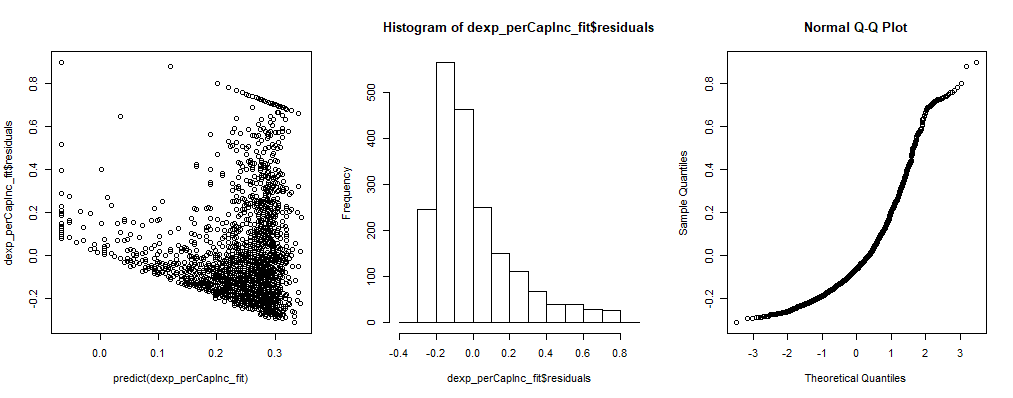 dexp_perCapInc_fit$residuals
-0.2 0.0 0.2 0.4 0.6 0.8
0.0 0.1 0.2 0.3
predict(dexp_perCapInc_fit)
Histogram of dexp_perCapInc_fit$residuals
Frequency
0 100 200 300 400 500
-0.4 -0.2 0.0 0.2 0.4 0.6 0.8
dexp_perCapInc_fit$residuals
Normal Q-Q Plot
Sample Quantiles
-0.2 0.0 0.2 0.4 0.6 0.8
-3 -2 -1 0 1 2 3
Theoretical Quantiles